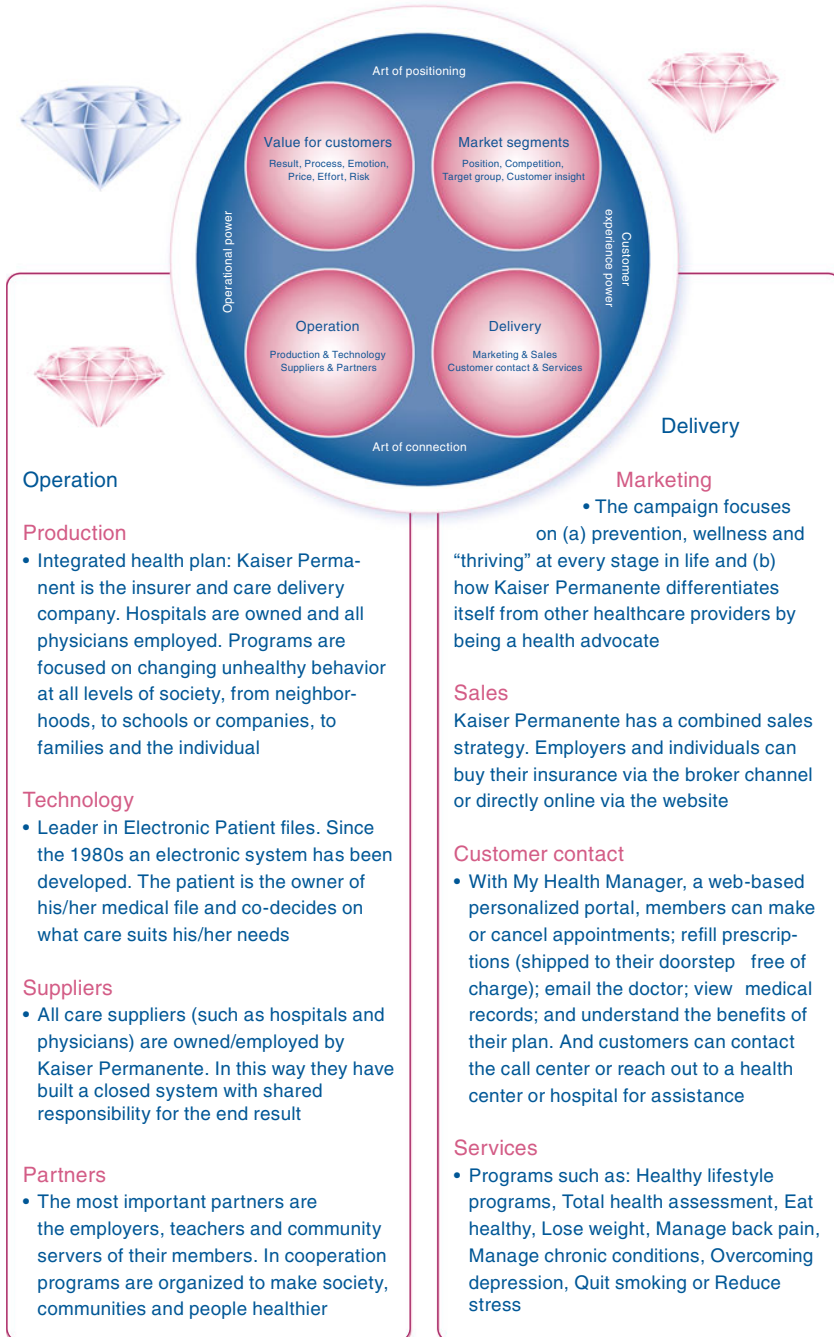 Art of positioning
Value for customers
Result, Process, Emotion,
Price, Effort, Risk
Market segments
Position, Competition,
Target group, Customer insight
Operational power
Customer
experience power
Operation
Production & Technology
Suppliers & Partners
Delivery
Marketing & Sales
Customer contact & Services
Art of connection
Operation
Production
• Integrated health plan: Kaiser Perma-
nent is the insurer and care delivery
company. Hospitals are owned and all
physicians employed. Programs are
focused on changing unhealthy behavior
at all levels of society, from neighbor-
hoods, to schools or companies, to
families and the individual
Technology
• Leader in Electronic Patient files. Since
the 1980s an electronic system has been
developed. The patient is the owner of
his/her medical file and co-decides on
what care suits his/her needs
Suppliers
• All care suppliers (such as hospitals and
physicians) are owned/employed by
Kaiser Permanente. In this way they have
built a closed system with shared
responsibility for the end result
Partners
• The most important partners are
the employers, teachers and community
servers of their members. In cooperation
programs are organized to make society,
communities and people healthier
Delivery
Marketing
• The campaign focuses
on (a) prevention, wellness and
“thriving” at every stage in life and (b)
how Kaiser Permanente differentiates
itself from other healthcare providers by
being a health advocate
Sales
Kaiser Permanente has a combined sales
strategy. Employers and individuals can
buy their insurance via the broker channel
or directly online via the website
Customer contact
• With My Health Manager, a web-based
personalized portal, members can make
or cancel appointments; refill prescrip-
tions (shipped to their doorstep free of
charge); email the doctor; view medical
records; and understand the benefits of
their plan. And customers can contact
the call center or reach out to a health
center or hospital for assistance
Services
• Programs such as: Healthy lifestyle
programs, Total health assessment, Eat
healthy, Lose weight, Manage back pain,
Manage chronic conditions, Overcoming
depression, Quit smoking or Reduce
stress